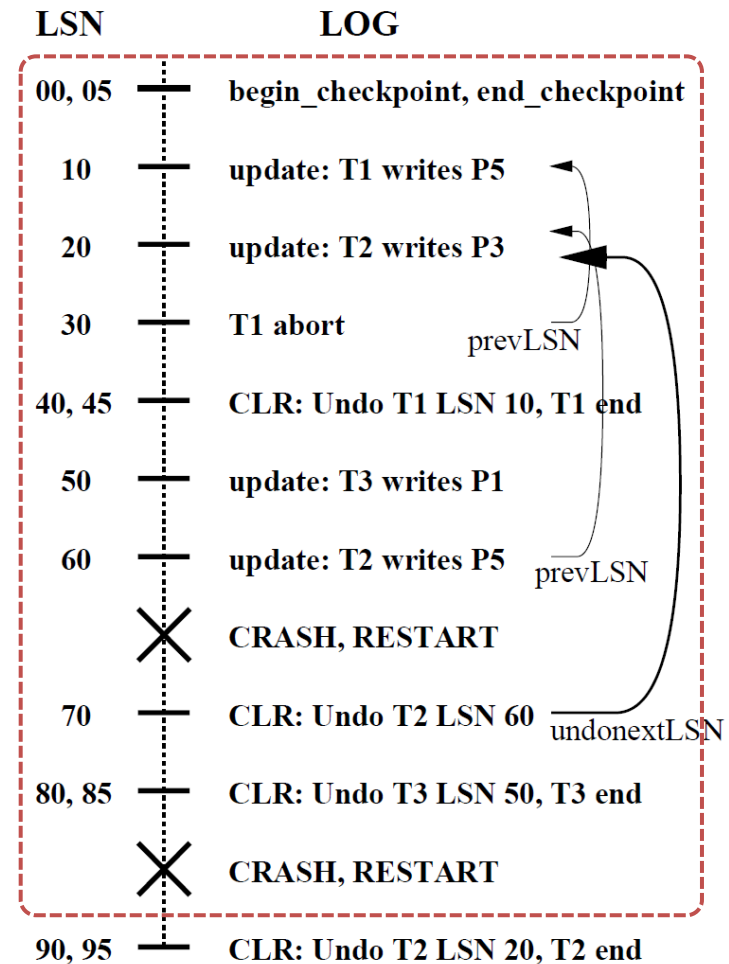 LSN LOG
00, 05 begin_checkpoint, end_checkpoint
10 update: T1 writes P5
20 update: T2 writes P3
30 T1 abort
prevLSN
40, 45 CLR: Undo T1 LSN 10, T1 end
50 update: T3 writes P1
60 update: T2 writes P5
prevLSN
CRASH, RESTART
70 CLR: Undo T2 LSN 60
undonextLSN
80, 85 CLR: Undo T3 LSN 50, T3 end
CRASH, RESTART
90, 95 CLR: Undo T2 LSN 20, T2 end